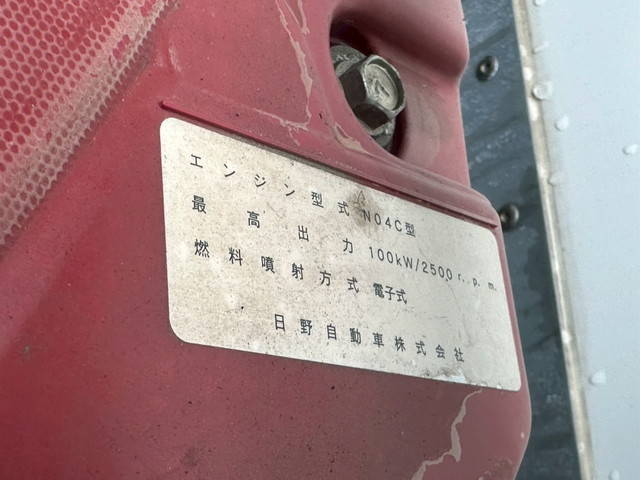 エンジン型式 N04C型
最高出力 100kW/2500r.p.m.
燃料噴射方式 電子式
日野自動車株式会社